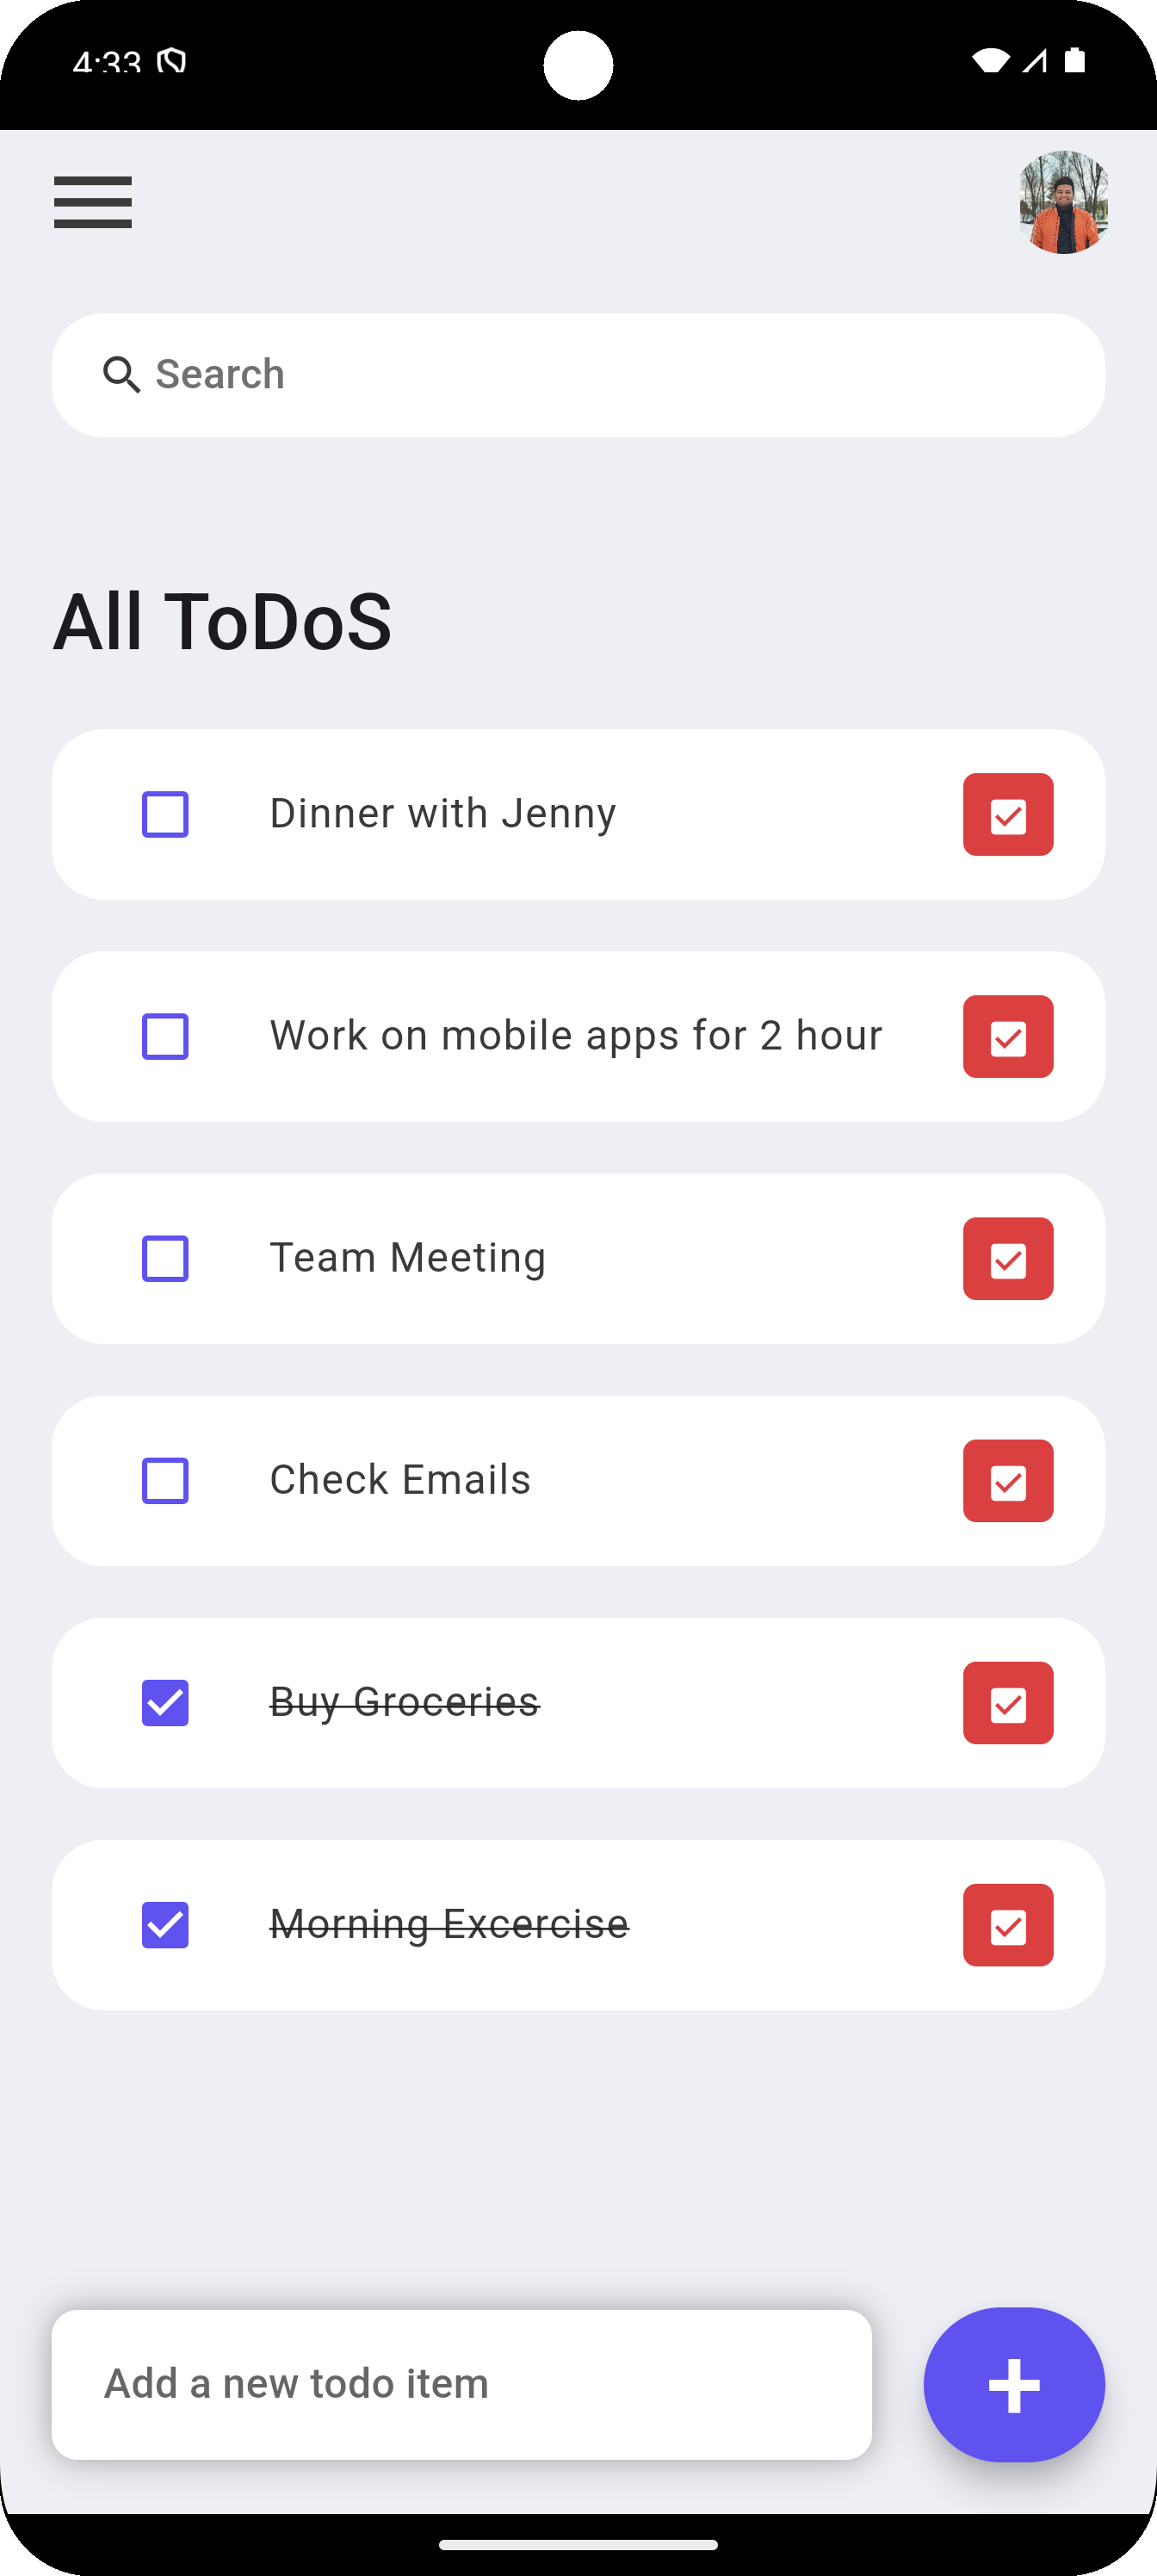 4:33
Search
All ToDoS
Dinner with Jenny
Work on mobile apps for 2 hour
Team Meeting
Check Emails
Buy Groceries
Morning Excercise
Add a new todo item